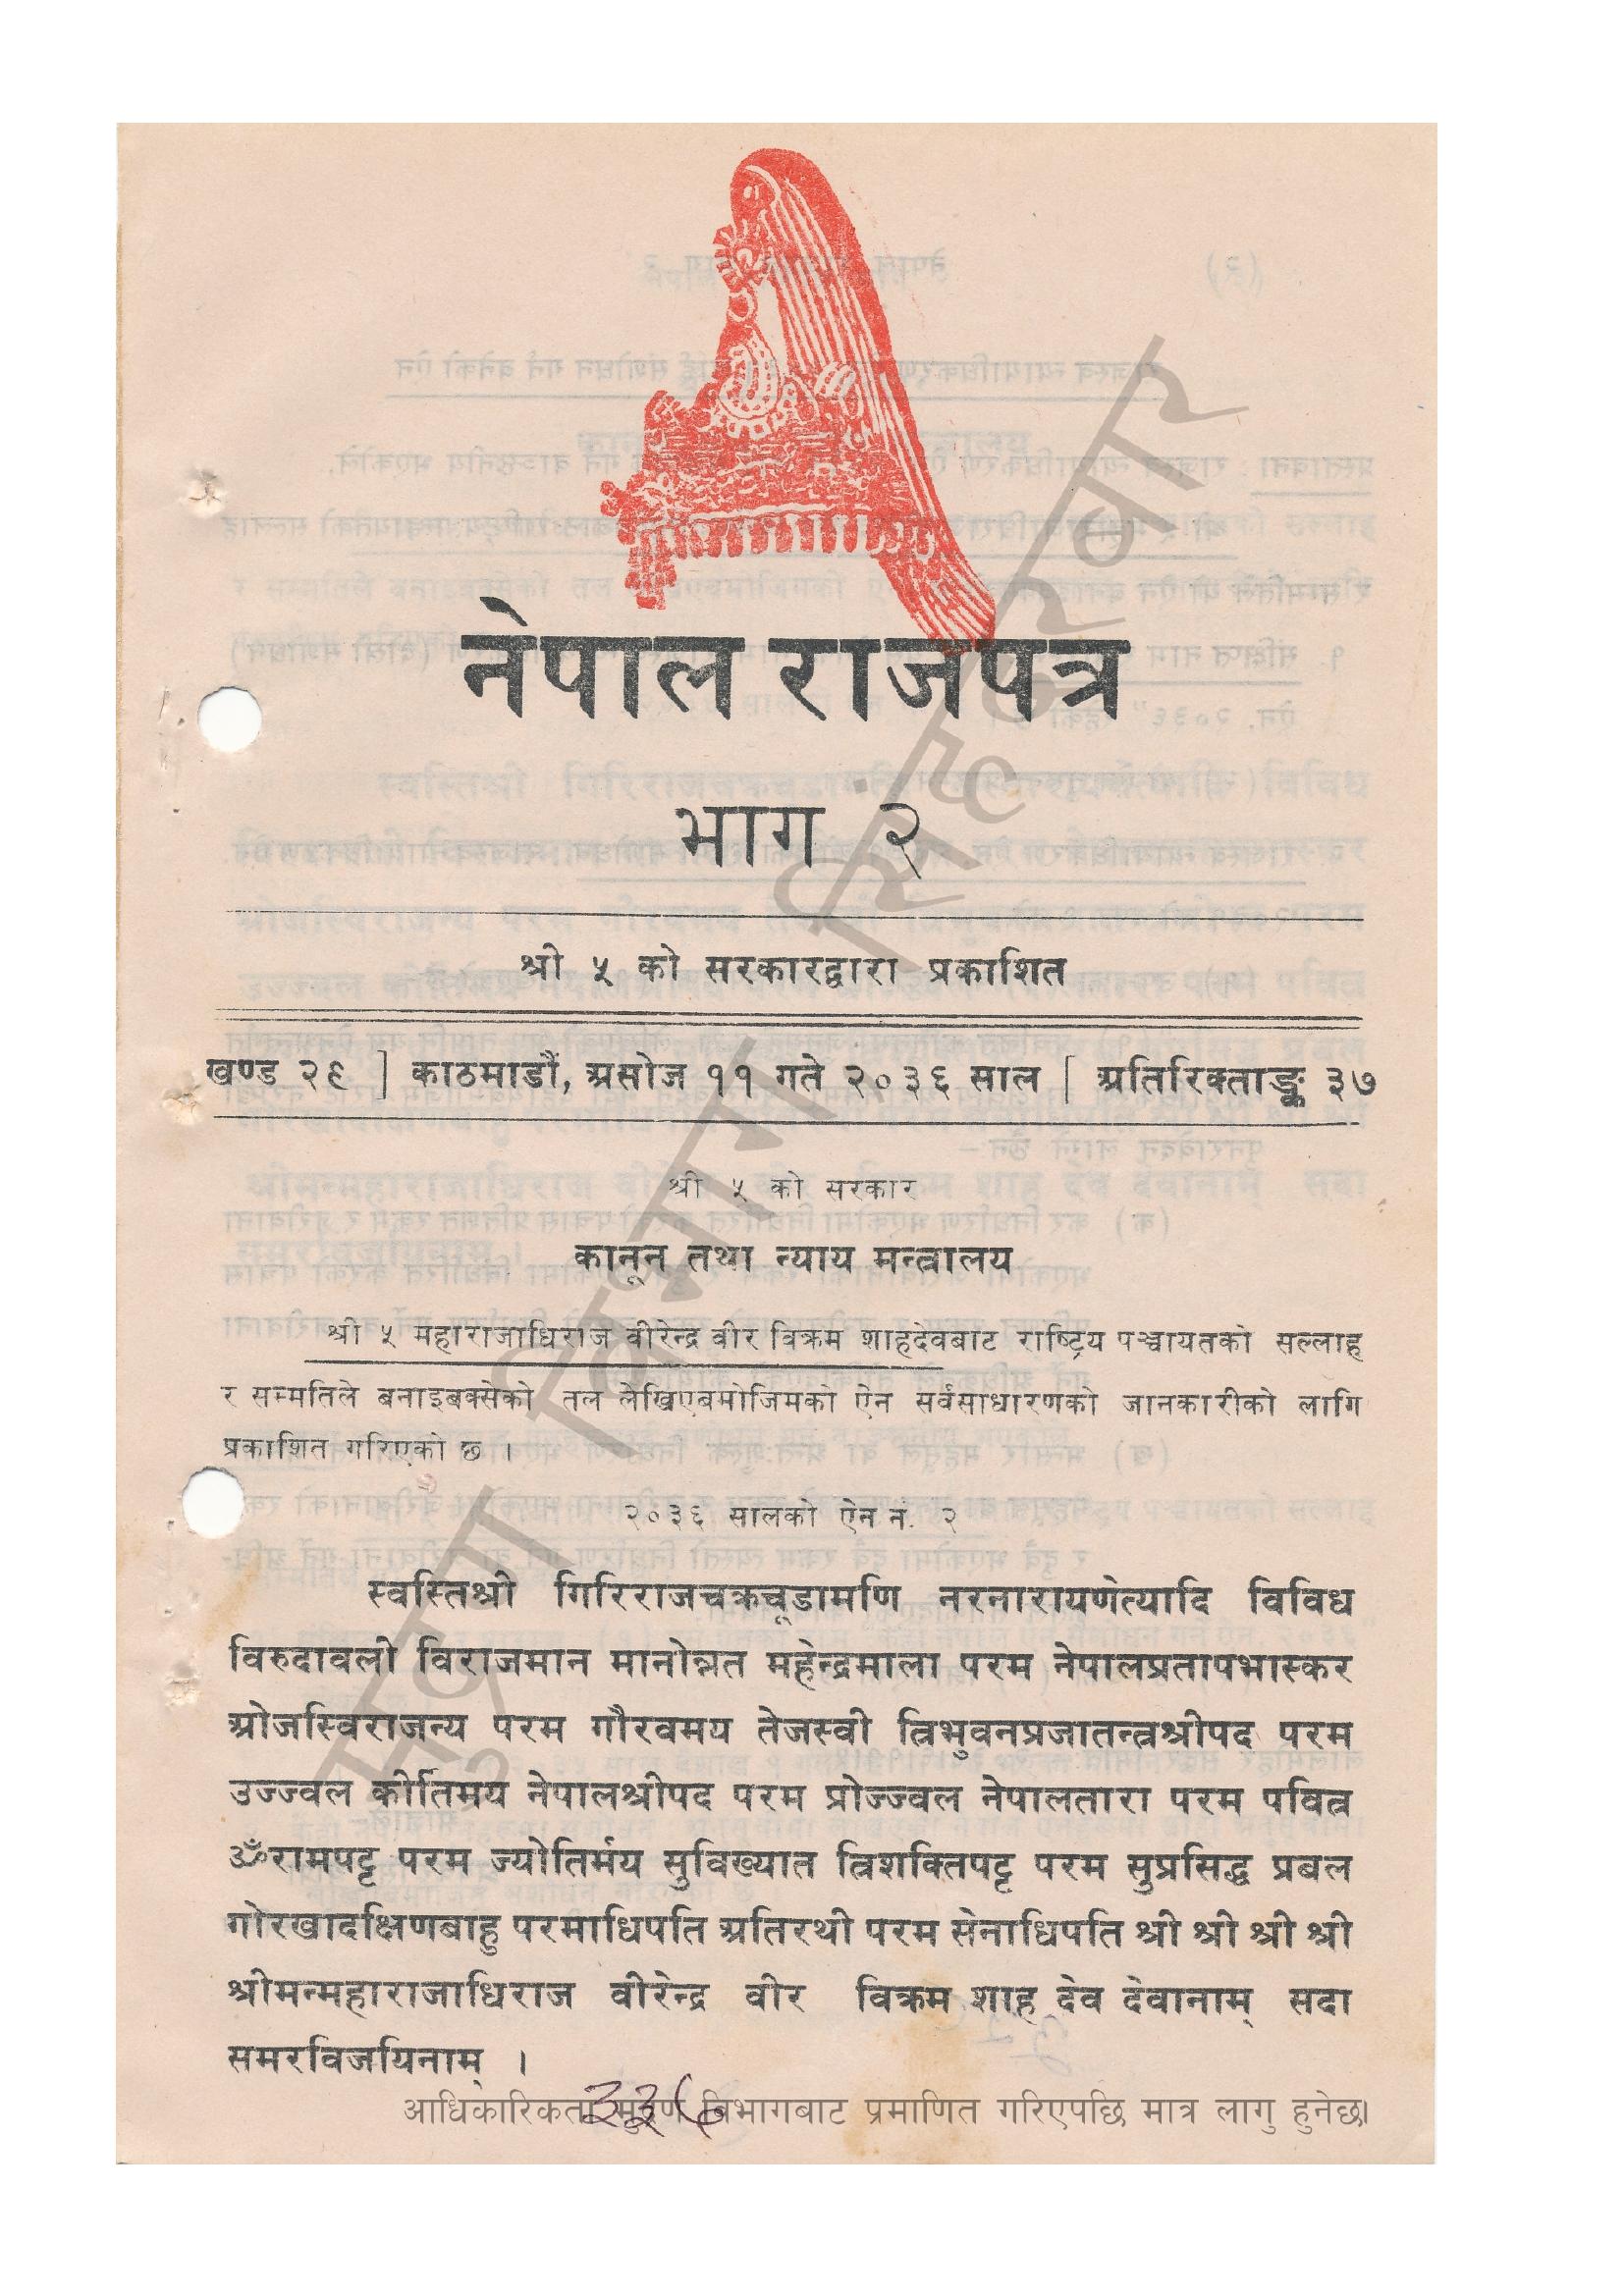 नेपाल राजपत्र
भाग २
श्री ५ को सरकारद्वारा प्रकाशित
खण्ड २९ ] काठमाडौं, असोज ११ गते २०३६ साल [ अतिरिक्ताङ्क ३७
श्री ५ को सरकार
कानून तथा न्याय मन्त्रालय
श्री ५ महाराजाधिराज वीरेन्द्र वीर विक्रम शाहदेवबाट राष्ट्रिय पञ्चायतको सल्लाह
र सम्मतिले बनाइबक्सेको तल लेखिएबमोजिमको ऐन सर्वसाधारणको जानकारीको लागि
प्रकाशित गरिएको छ ।
२०३६ सालको ऐन नं. २
स्वस्तिश्री गिरिराजचक्रचूडामणि नरनारायणेत्यादि विविध
विरुदावली विराजमान मानोन्नत महेन्द्रमाला परम नेपालप्रतापभास्कर
ओजस्विराजन्य परम गौरवमय तेजस्वी त्रिभुवनप्रजातन्त्रश्रीपद परम
उज्ज्वल कीर्तिमय नेपालश्रीपद परम प्रोज्ज्वल नेपालतारा परम पवित्र
ॐरामपट्ट परम ज्योतिर्मय सुविख्यात त्रिशक्तिपट्ट परम सुप्रसिद्ध प्रबल
गोरखादक्षिणबाहु परमाधिपति अतिरथी परम सेनाधिपति श्री श्री श्री श्री
श्रीमन्महाराजाधिराज वीरेन्द्र वीर विक्रम शाह देव देवानाम् सदा
समरविजयिनाम् ।
आधिकारिकता मुद्रण विभागबाट प्रमाणित गरिएपछि मात्र लागु हुनेछ।
मुद्रण विभाग सिंहदरबार